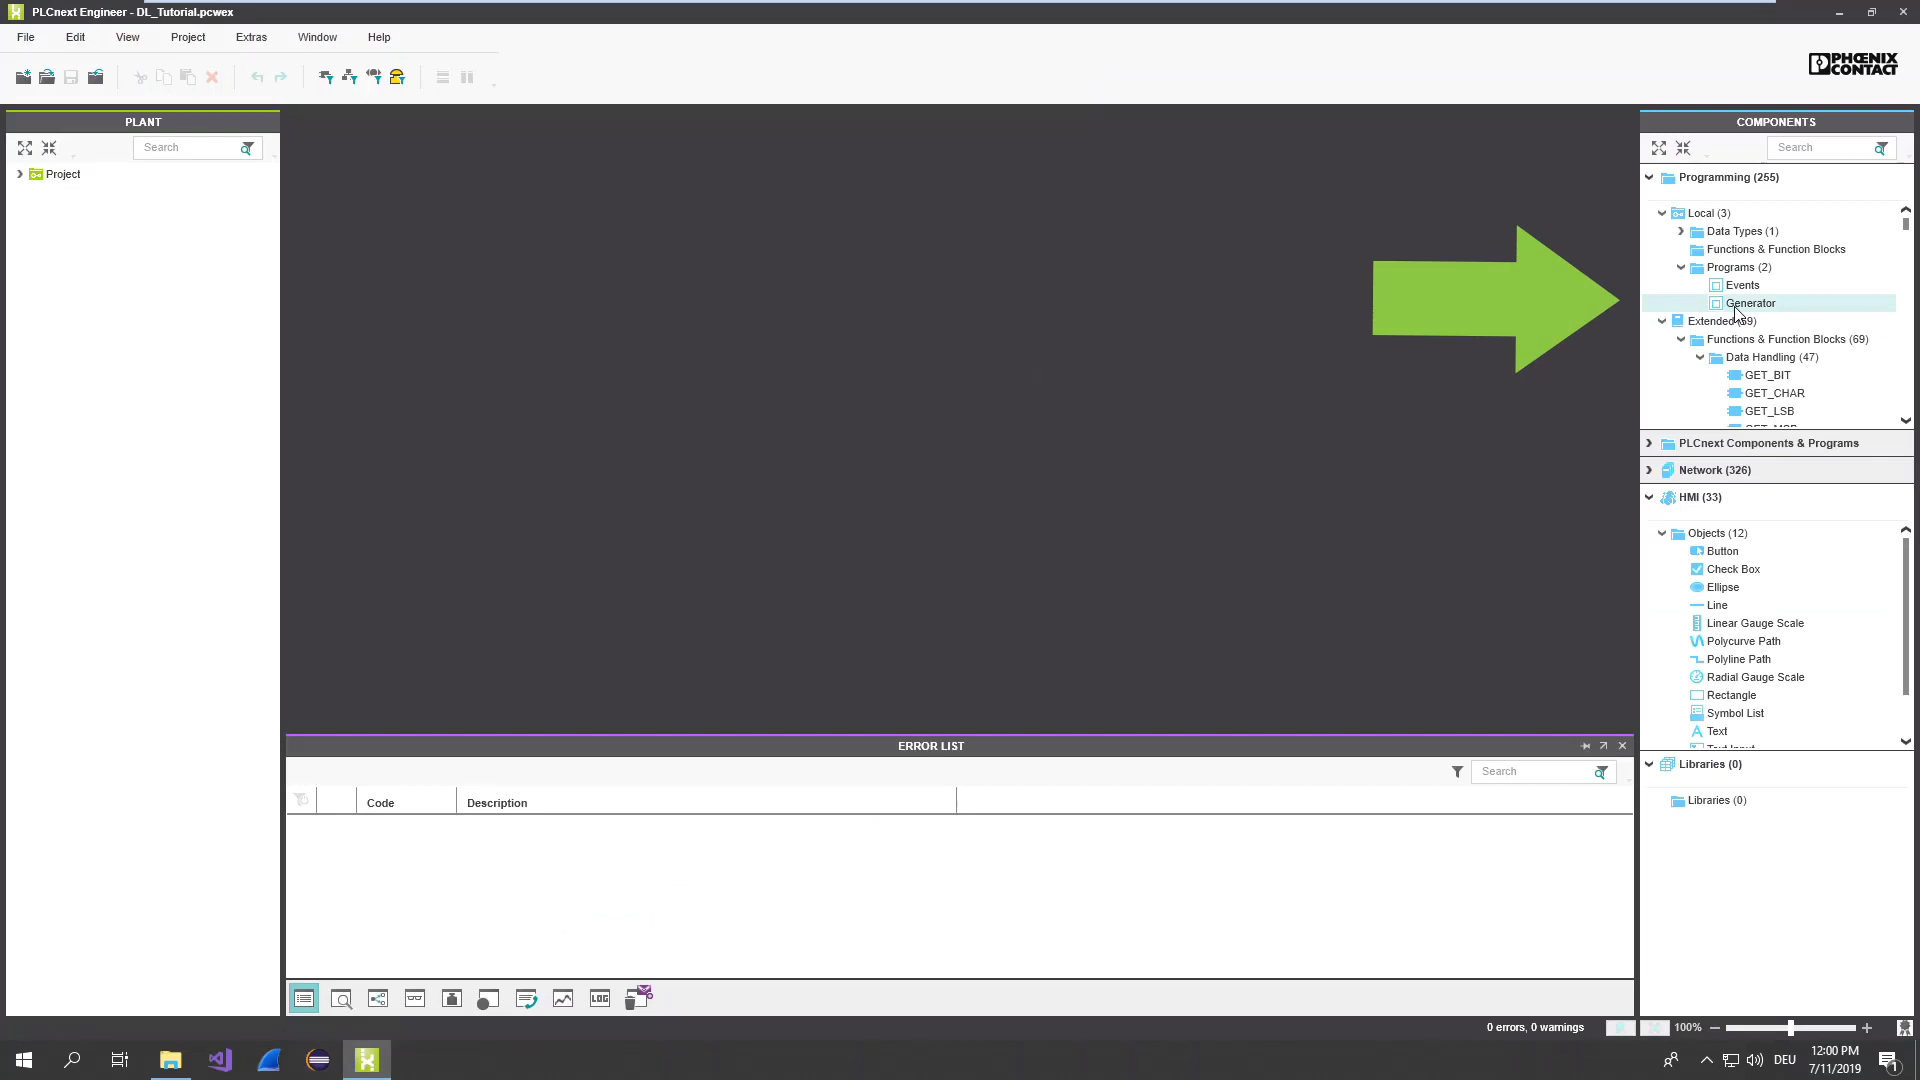 PLCnext Engineer - DL_Tutorial.pcwex
File Edit View Project Extras Window Help
PHŒNIX
CONTACT
PLANT
Search
Project
COMPONENTS
Search
Programming (255)
Local (3)
Data Types (1)
Functions & Function Blocks
Programs (2)
Events
Generator
Extended
Functions & Function Blocks (69)
Data Handling (47)
GET_BIT
GET_CHAR
GET_LSB
PLCnext Components & Programs
Network (326)
HMI (33)
Objects (12)
Button
Check Box
Ellipse
Line
Linear Gauge Scale
Polycurve Path
Polyline Path
Radial Gauge Scale
Rectangle
Symbol List
Text
Libraries (0)
Libraries (0)
ERROR LIST
Search
Code Description
LOG
0 errors, 0 warnings
100%
DEU
12:00 PM
7/11/2019
1